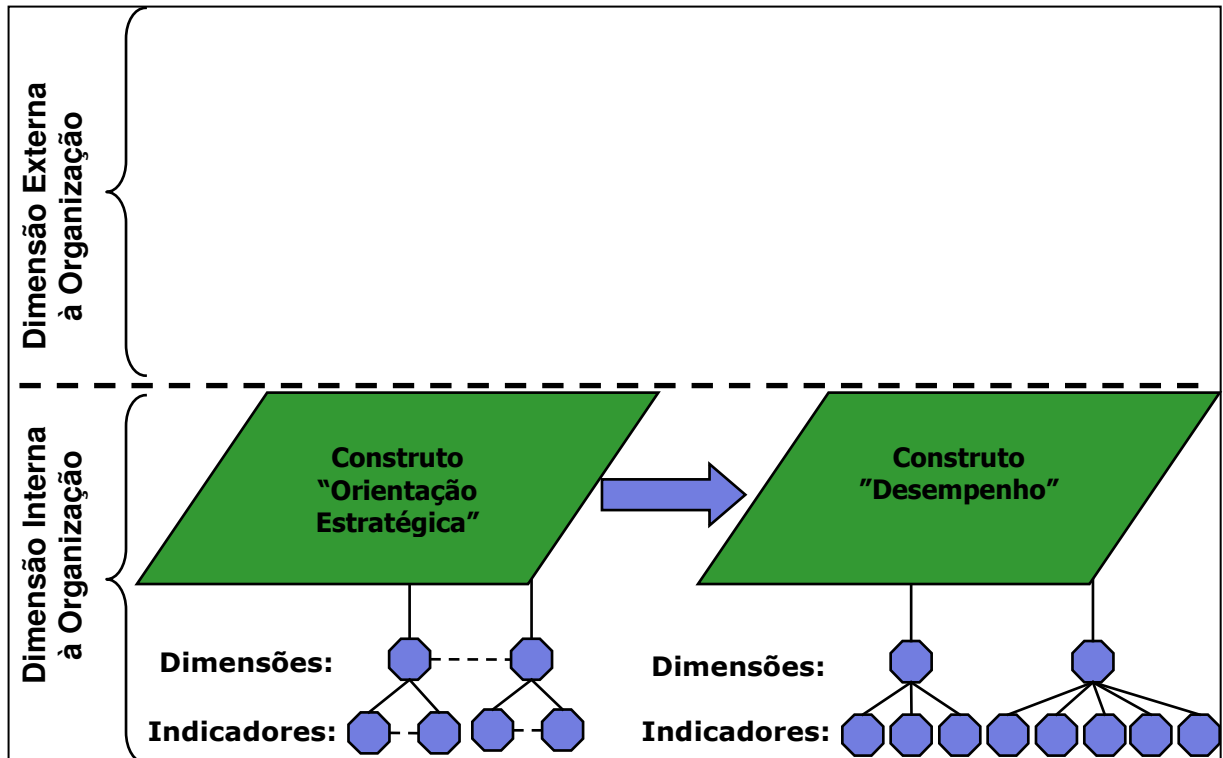 Dimensão Externa
à Organização
Dimensão Interna
à Organização
Construto
“Orientação
Estratégica”
Construto
”Desempenho”
Dimensões:
Indicadores:
Dimensões:
Indicadores: